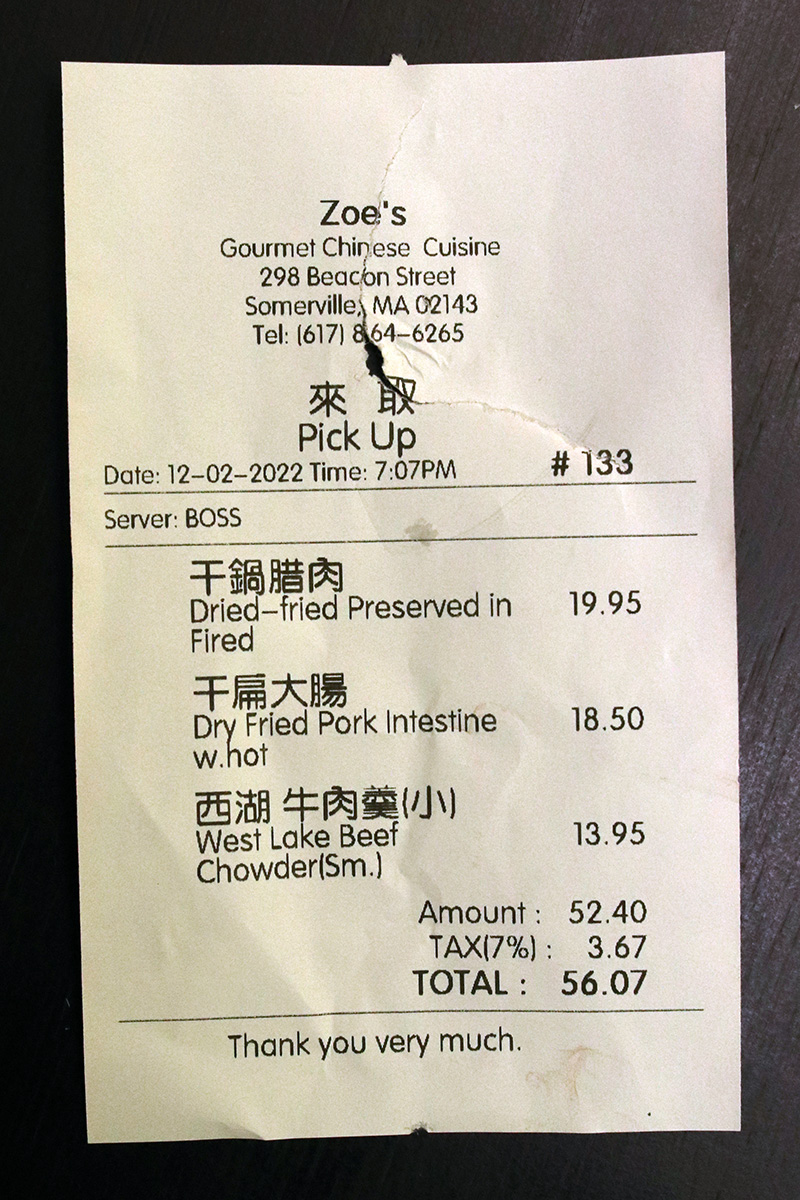 Zoe's
Gourmet Chinese Cuisine
298 Beacon Street
Somerville, MA 02143
Tel: (617) 864-6265
來 取
Pick Up
# 133
Date: 12-02-2022 Time: 7:07PM
Server: BOSS
干鍋腊肉
Dried-fried Preserved in 19.95
Fired
干扁大腸
Dry Fried Pork Intestine 18.50
w.hot
西湖 牛肉羹(小)
West Lake Beef 13.95
Chowder(Sm.)
Amount : 52.40
TAX(7%) : 3.67
TOTAL : 56.07
Thank you very much.